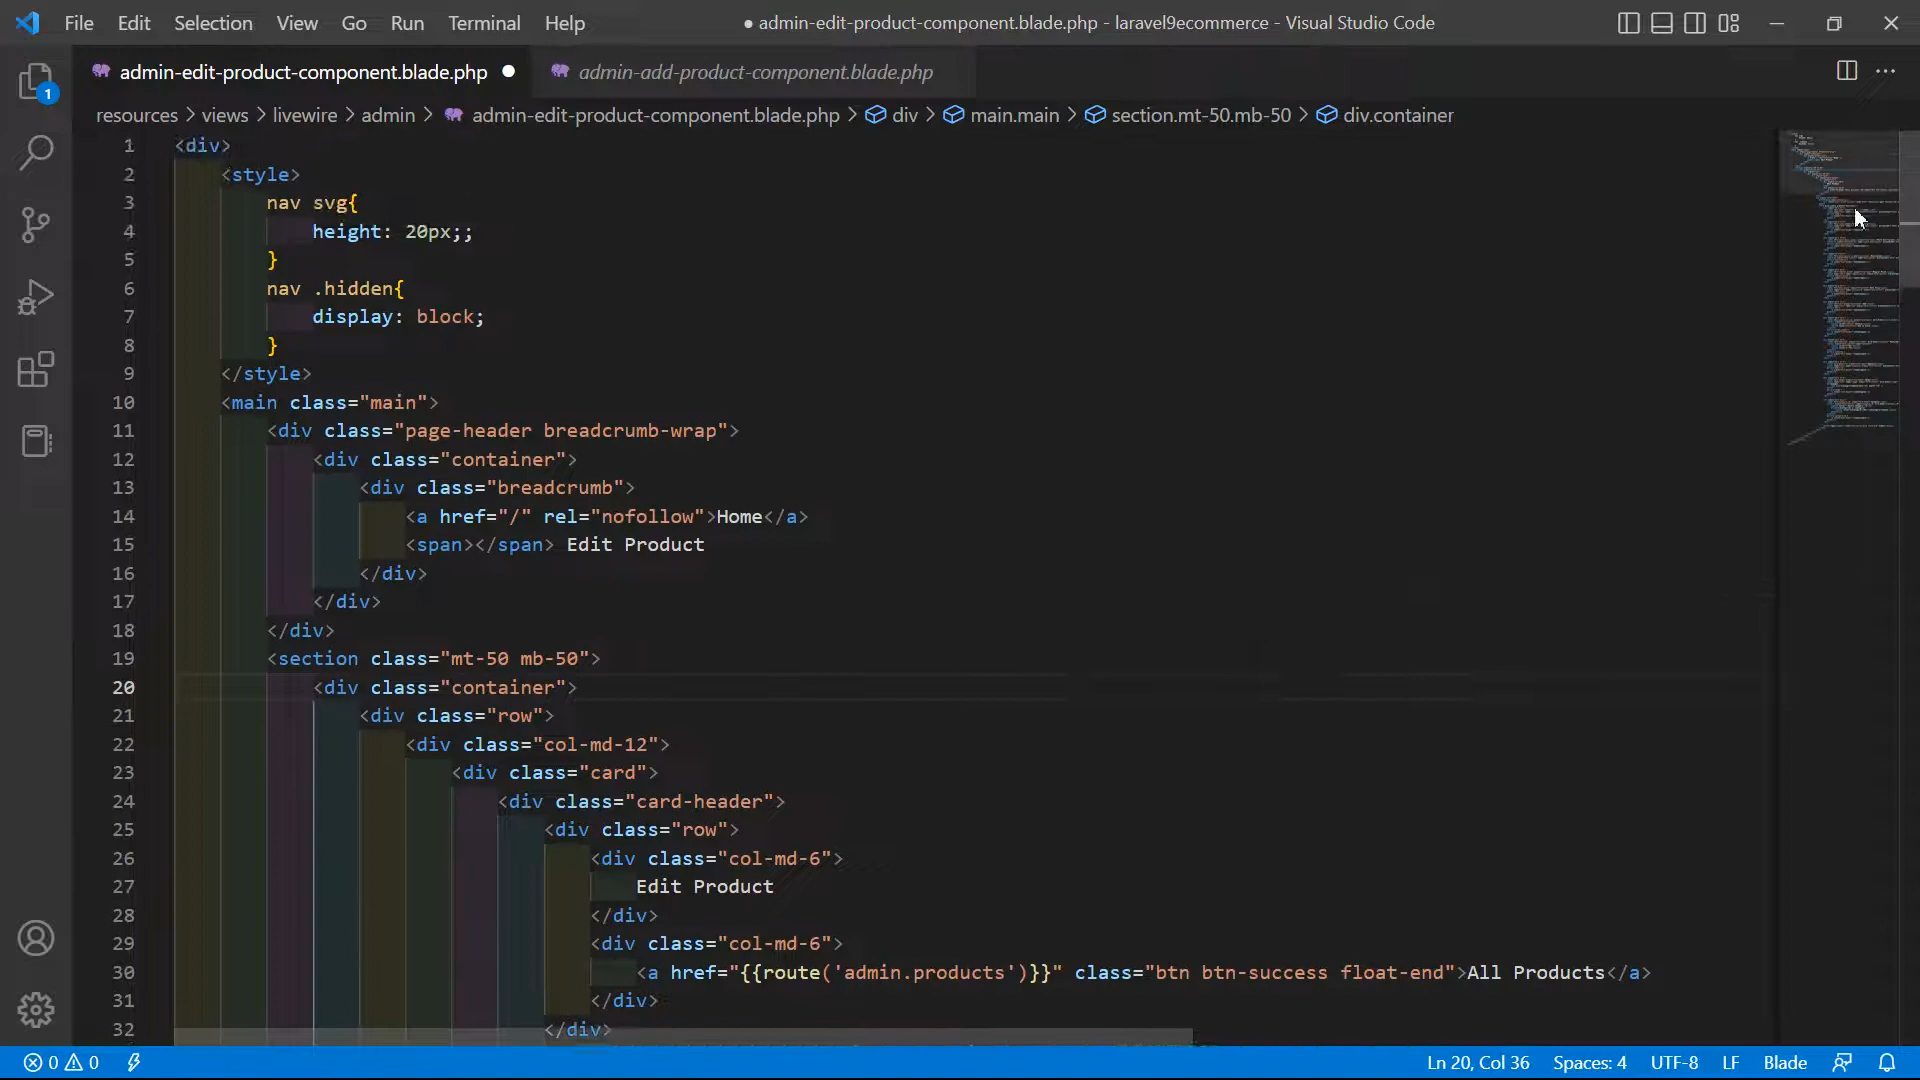 File Edit Selection View Go Run Terminal Help ● admin-edit-product-component.blade.php - laravel9ecommerce - Visual Studio Code
admin-edit-product-component.blade.php ● admin-add-product-component.blade.php
1
resources > views > livewire > admin > admin-edit-product-component.blade.php > div > main.main > section.mt-50.mb-50 > div.container
1 <div>
2 <style>
3 nav svg{
4 height: 20px;;
5 }
6 nav .hidden{
7 display: block;
8 }
9 </style>
10 <main class="main">
11 <div class="page-header breadcrumb-wrap">
12 <div class="container">
13 <div class="breadcrumb">
14 <a href="/" rel="nofollow">Home</a>
15 <span></span> Edit Product
16 </div>
17 </div>
18 </div>
19 <section class="mt-50 mb-50">
20 <div class="container">
21 <div class="row">
22 <div class="col-md-12">
23 <div class="card">
24 <div class="card-header">
25 <div class="row">
26 <div class="col-md-6">
27 Edit Product
28 </div>
29 <div class="col-md-6">
30 <a href="{{route('admin.products')}}" class="btn btn-success float-end">All Products</a>
31 </div>
32 </div>
0 0 Ln 20, Col 36 Spaces: 4 UTF-8 LF Blade